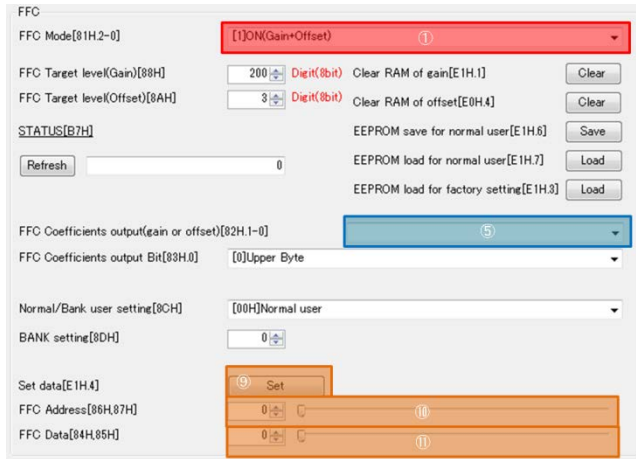 FFC
FFC Mode[81H.2-0] [1]ON(Gain+Offset) ①
FFC Target level(Gain)[88H] 200 Digit(8bit) Clear RAM of gain[E1H.1] Clear
FFC Target level(Offset)[8AH] 3 Digit(8bit) Clear RAM of offset[E0H.4] Clear
STATUS[B7H] EEPROM save for normal user[E1H.6] Save
Refresh 0 EEPROM load for normal user[E1H.7] Load
EEPROM load for factory setting[E1H.3] Load
FFC Coefficients output(gain or offset)[82H.1-0] ⑤
FFC Coefficients output Bit[83H.0] [0]Upper Byte
Normal/Bank user setting[8CH] [00H]Normal user
BANK setting[8DH] 0
Set data[E1H.4] ⑨ Set
FFC Address[86H,87H] 0 ⑩
FFC Data[84H,85H] 0 ⑪